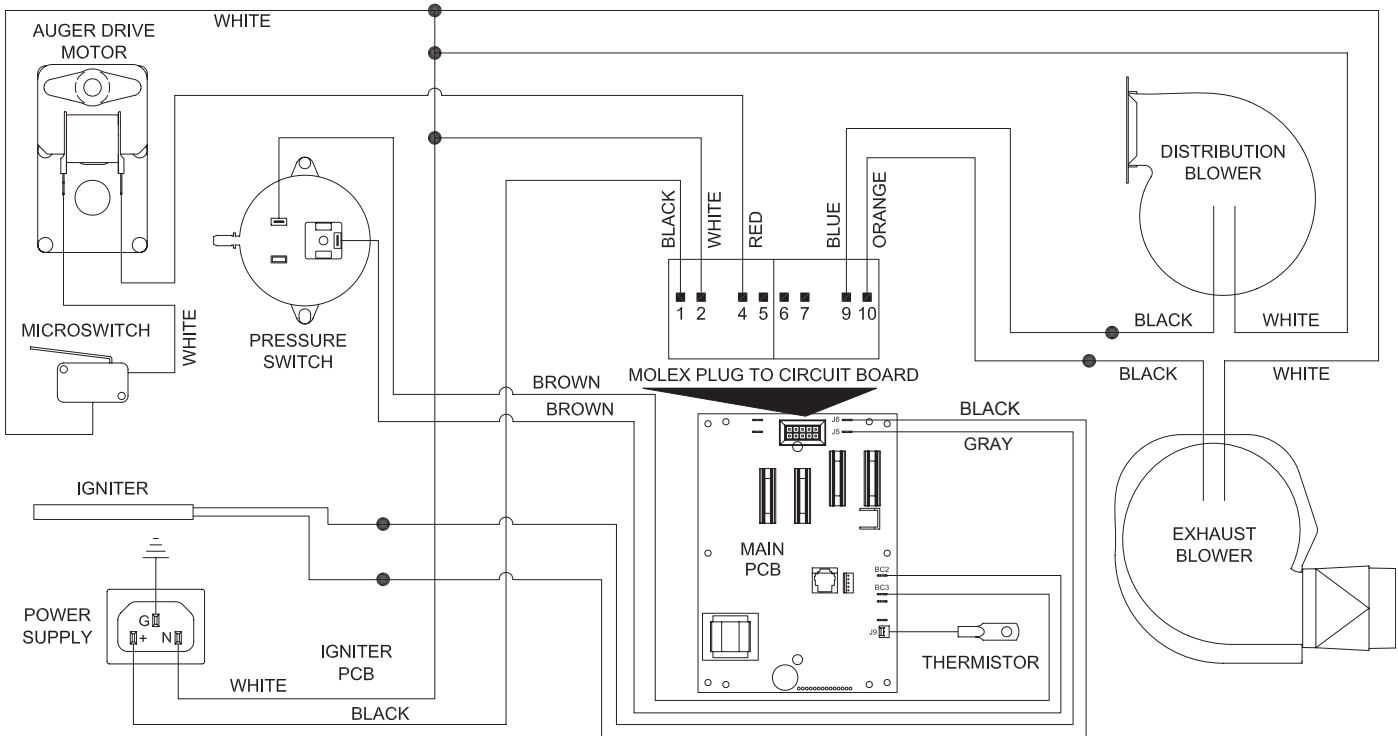 WHITE
AUGER DRIVE
MOTOR
BLACK
WHITE
RED
BLUE
ORANGE
DISTRIBUTION
BLOWER
1 2 4 5 6 7 9 10
MICROSWITCH
WHITE
PRESSURE
SWITCH
BLACK
WHITE
BLACK
WHITE
BROWN
BROWN
MOLEX PLUG TO CIRCUIT BOARD
J6
BLACK
J5
GRAY
IGNITER
MAIN
PCB
EXHAUST
BLOWER
BC2
BC3
POWER
SUPPLY
G
+ N
J9
THERMISTOR
IGNITER
PCB
WHITE
BLACK